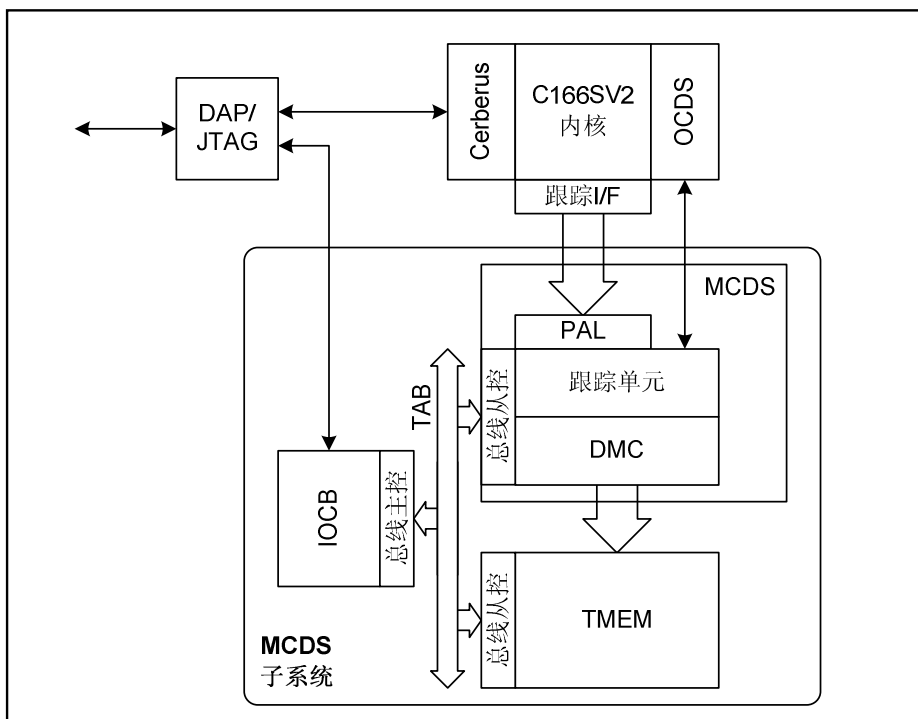 DAP/
JTAG
Cerberus
C166SV2
内核
OCDS
跟踪I/F
MCDS
PAL
TAB
总线从控
跟踪单元
DMC
IOCB
总线主控
总线从控
TMEM
MCDS
子系统